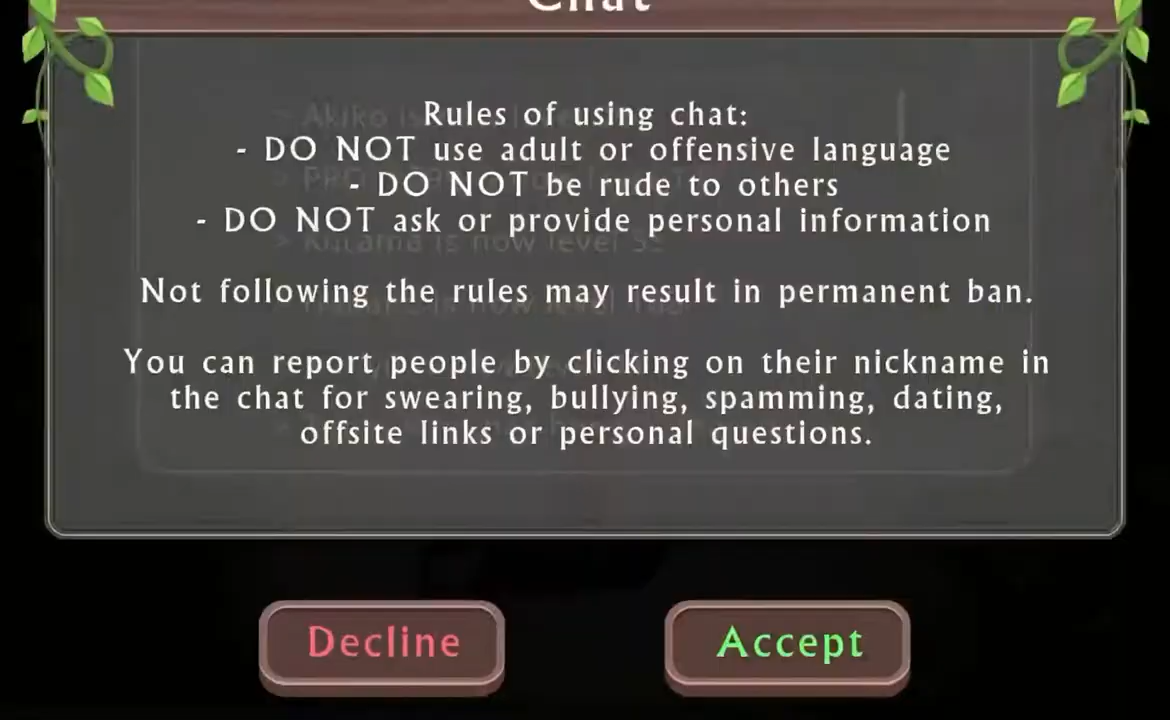 Chat
Rules of using chat:
- DO NOT use adult or offensive language
- DO NOT be rude to others
- DO NOT ask or provide personal information
Not following the rules may result in permanent ban.
You can report people by clicking on their nickname in
the chat for swearing, bullying, spamming, dating,
offsite links or personal questions.
Decline
Accept